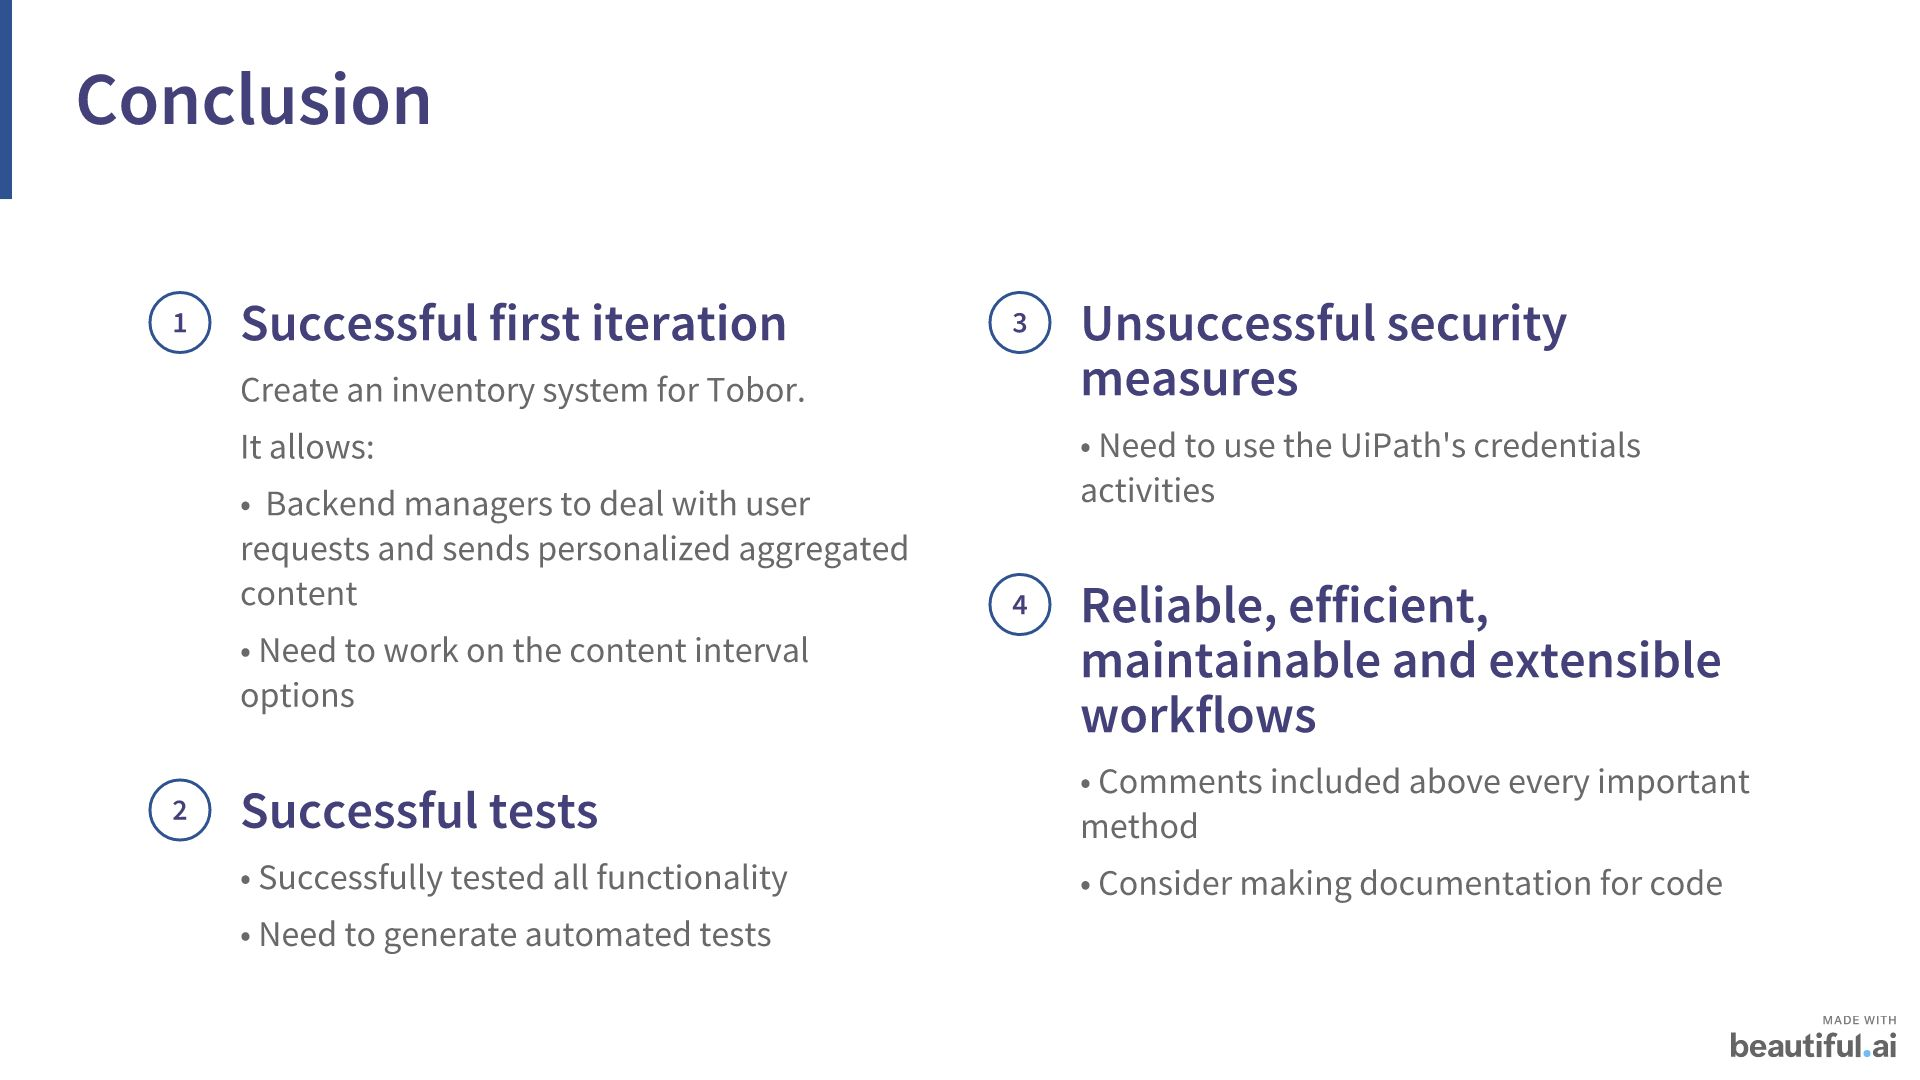 Conclusion
1
Successful first iteration
Create an inventory system for Tobor.
It allows:
•  Backend managers to deal with user
requests and sends personalized aggregated
content
• Need to work on the content interval
options
2
Successful tests
• Successfully tested all functionality
• Need to generate automated tests
3
Unsuccessful security
measures
• Need to use the UiPath's credentials
activities
4
Reliable, efficient,
maintainable and extensible
workflows
• Comments included above every important
method
• Consider making documentation for code
MADE WITH
beautiful.ai